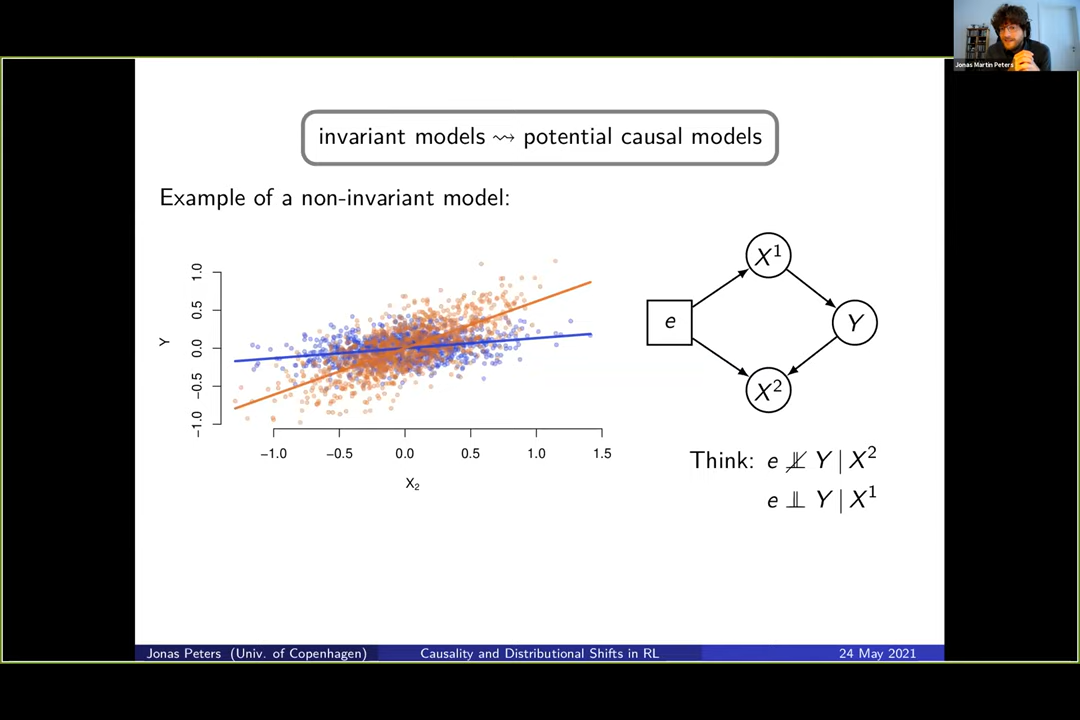 Jonas Martin Peters
invariant models ⇝ potential causal models
Example of a non-invariant model:
1.0
0.5
0.0
−0.5
−1.0
Y
−1.0 −0.5 0.0 0.5 1.0 1.5
X₂
X¹
e
Y
X²
Think: e ⫫̸ Y | X²
e ⫫ Y | X¹
Jonas Peters (Univ. of Copenhagen) Causality and Distributional Shifts in RL 24 May 2021